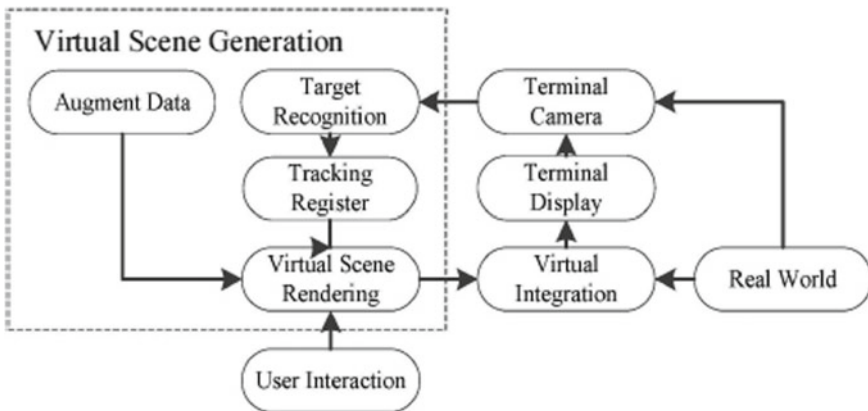 Virtual Scene Generation
Augment Data
Target
Recognition
Terminal
Camera
Tracking
Register
Terminal
Display
Virtual Scene
Rendering
Virtual
Integration
Real World
User Interaction